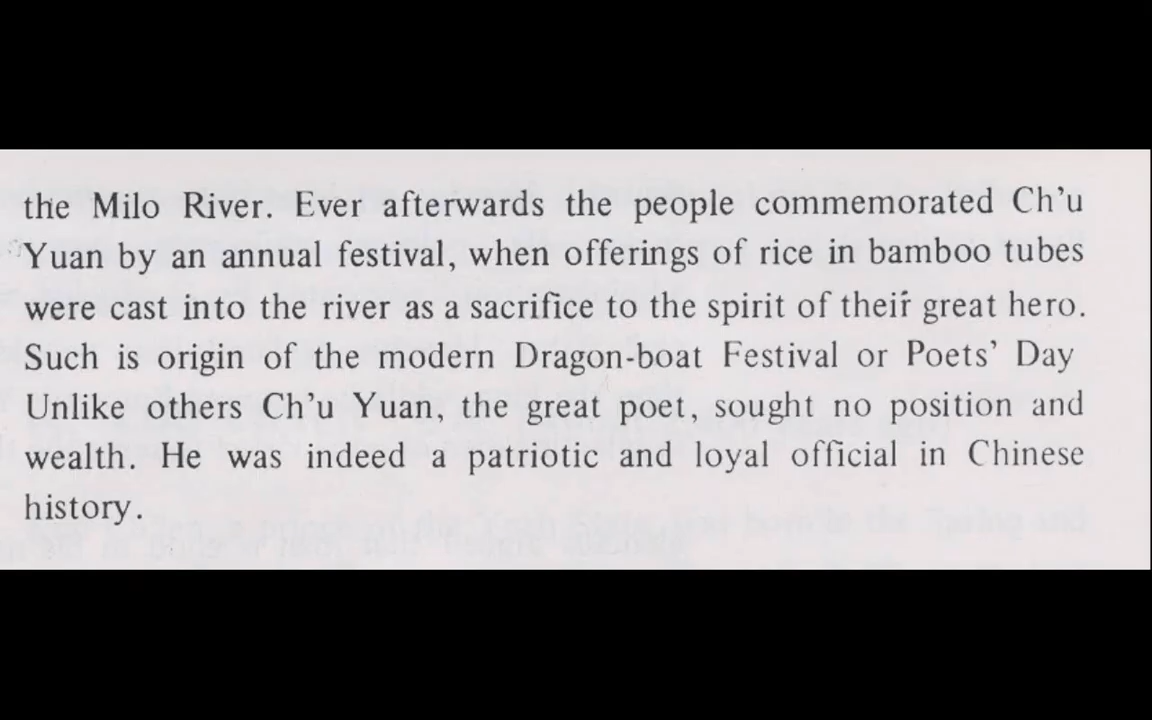 the Milo River. Ever afterwards the people commemorated Ch'u
Yuan by an annual festival, when offerings of rice in bamboo tubes
were cast into the river as a sacrifice to the spirit of their great hero.
Such is origin of the modern Dragon-boat Festival or Poets' Day
Unlike others Ch'u Yuan, the great poet, sought no position and
wealth. He was indeed a patriotic and loyal official in Chinese
history.